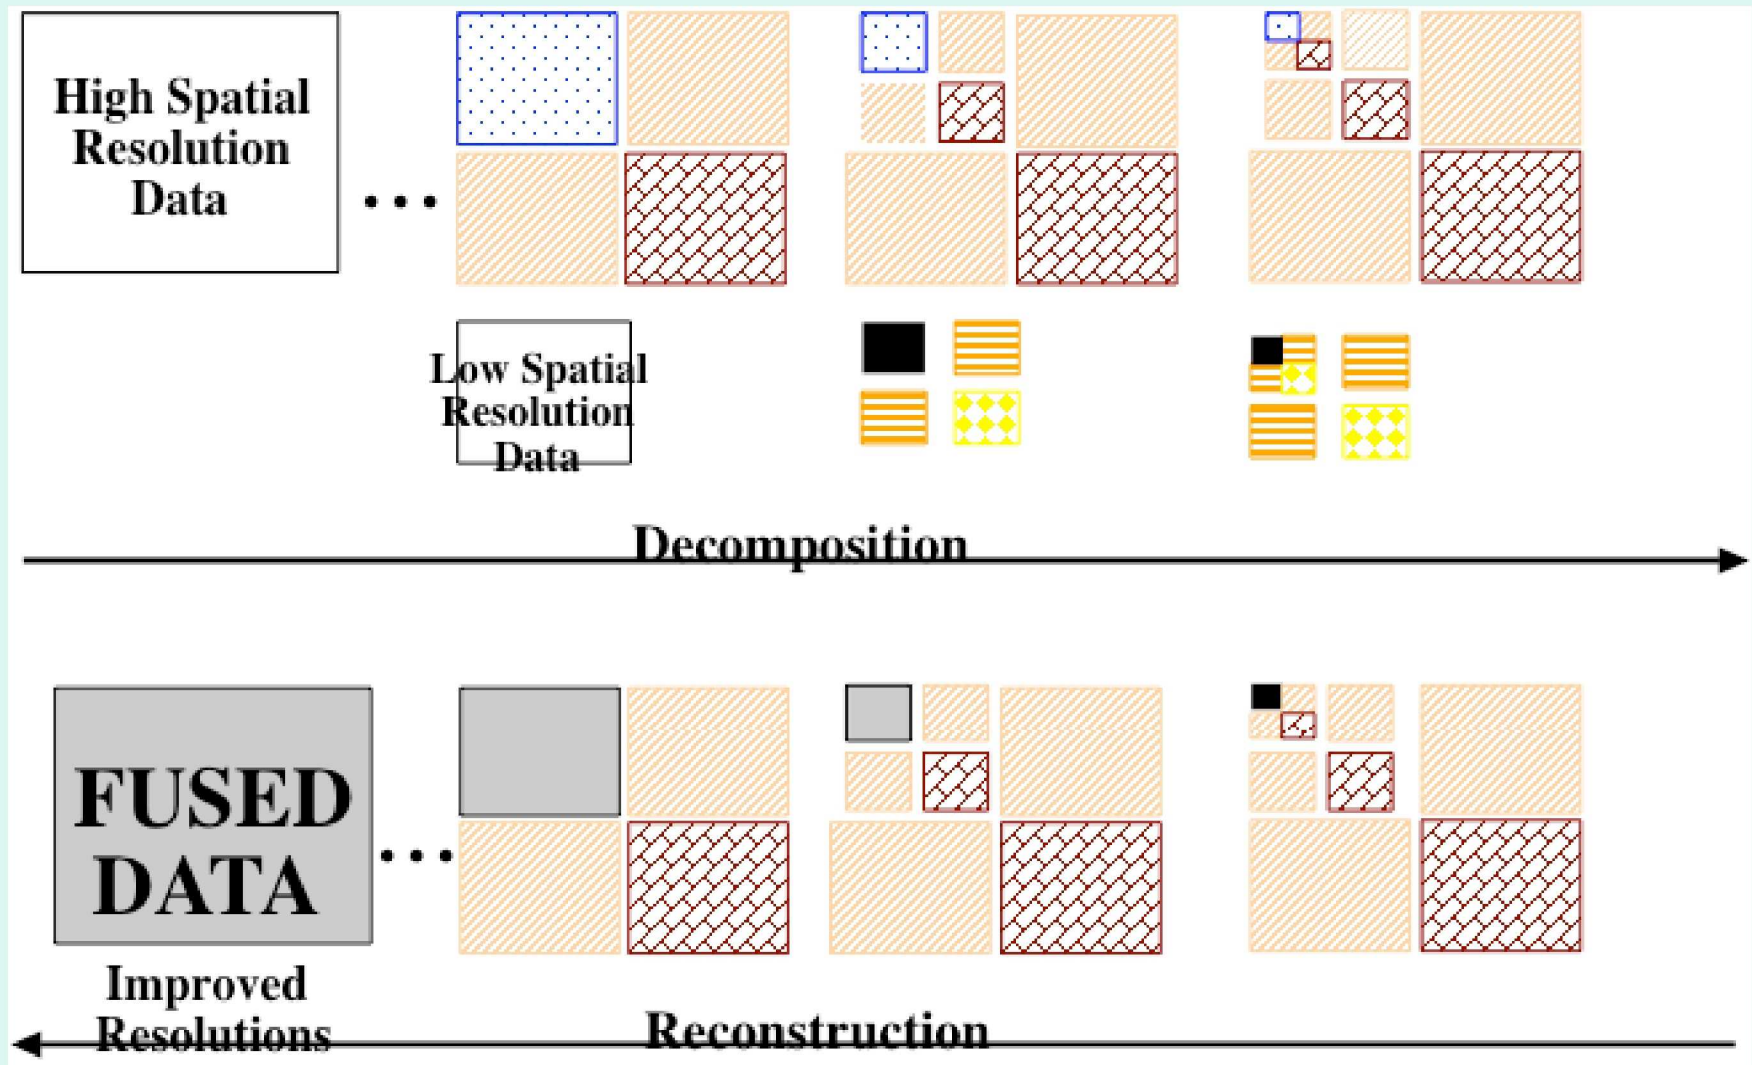 High Spatial
Resolution
Data
Low Spatial
Resolution
Data
Decomposition
FUSED
DATA
Improved
Resolutions
Reconstruction